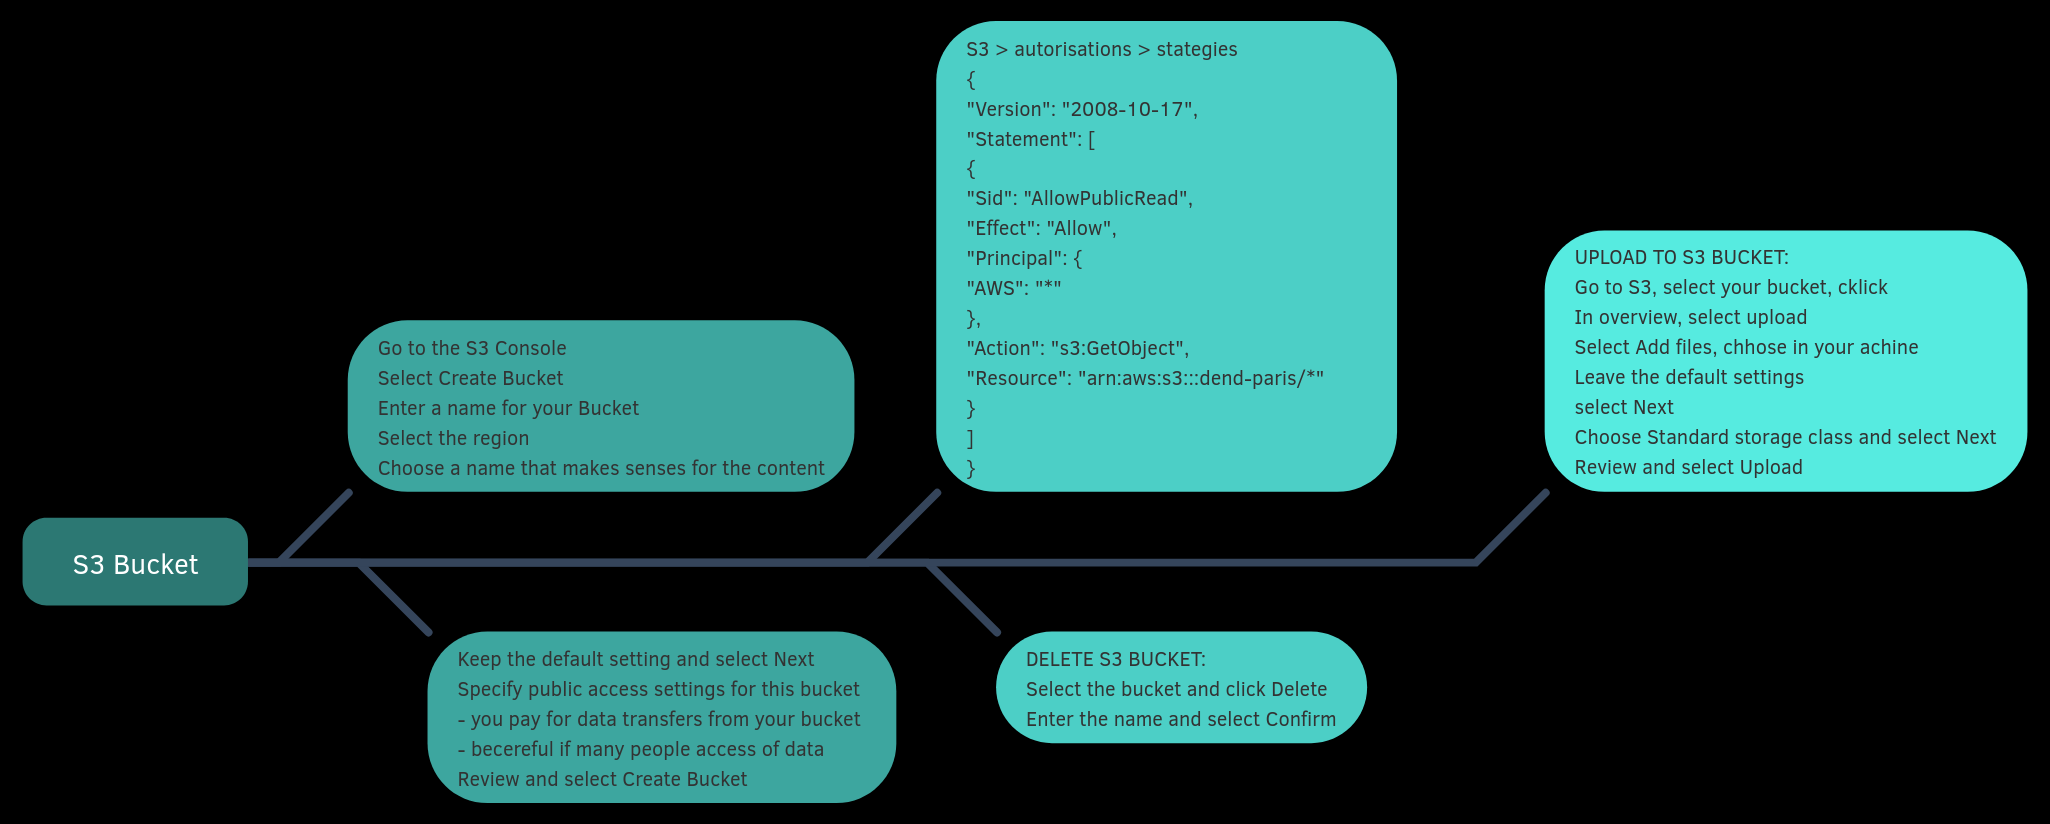 S3 Bucket
Go to the S3 Console
Select Create Bucket
Enter a name for your Bucket
Select the region
Choose a name that makes senses for the content
Keep the default setting and select Next
Specify public access settings for this bucket
- you pay for data transfers from your bucket
- becereful if many people access of data
Review and select Create Bucket
S3 > autorisations > stategies
{
"Version": "2008-10-17",
"Statement": [
{
"Sid": "AllowPublicRead",
"Effect": "Allow",
"Principal": {
"AWS": "*"
},
"Action": "s3:GetObject",
"Resource": "arn:aws:s3:::dend-paris/*"
}
]
}
DELETE S3 BUCKET:
Select the bucket and click Delete
Enter the name and select Confirm
UPLOAD TO S3 BUCKET:
Go to S3, select your bucket, cklick
In overview, select upload
Select Add files, chhose in your achine
Leave the default settings
select Next
Choose Standard storage class and select Next
Review and select Upload